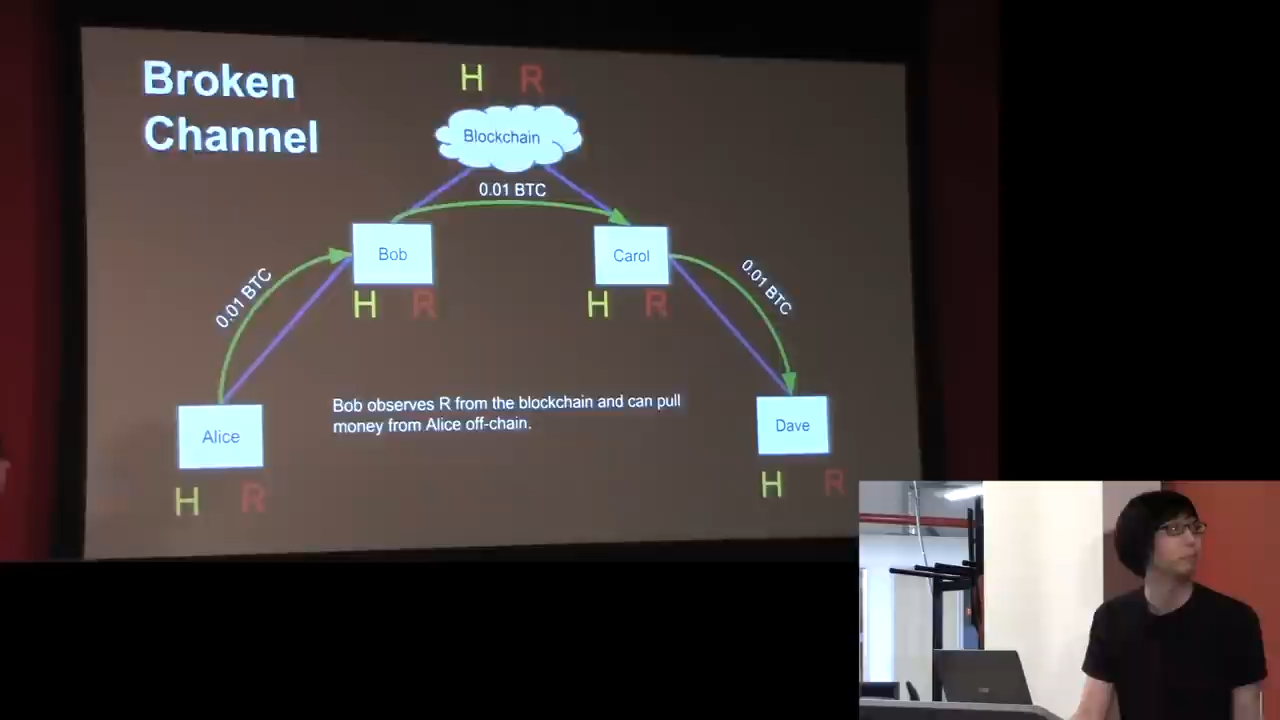 Broken
Channel
H R
Blockchain
0.01 BTC
Bob
Carol
H R
H R
0.01 BTC
0.01 BTC
Bob observes R from the blockchain and can pull
money from Alice off-chain.
Alice
Dave
H R
H R